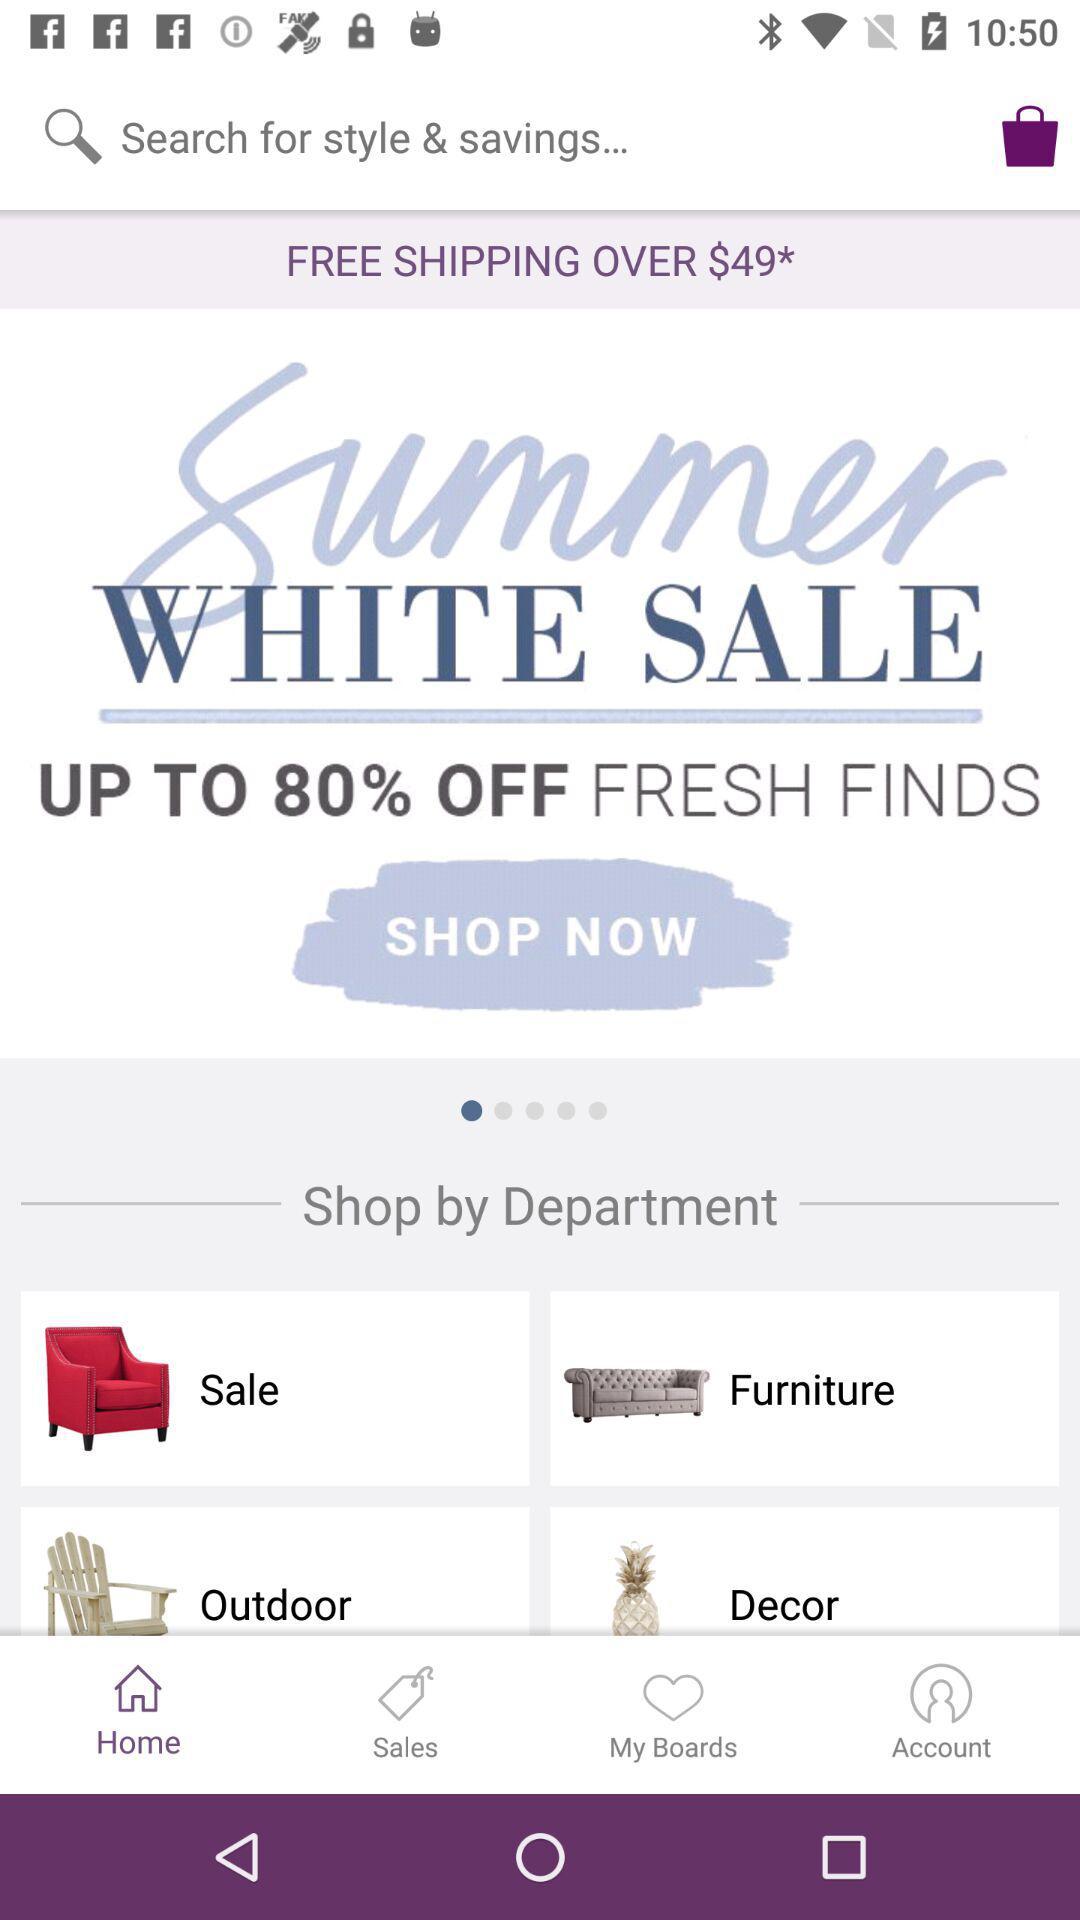 FAKE
10:50
Search for style & savings...
FREE SHIPPING OVER $49*
Summer
WHITE SALE
UP TO 80% OFF FRESH FINDS
SHOP NOW
Shop by Department
Sale
Furniture
Outdoor
Decor
Home
Sales
My Boards
Account